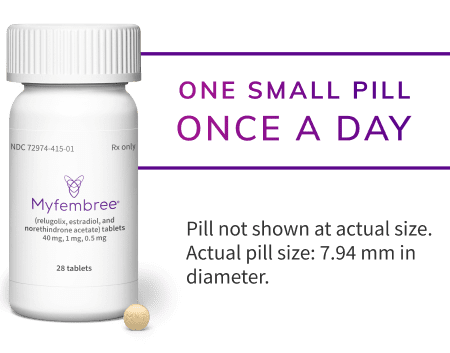 NDC 72974-415-01 Rx only
Myfembree®
(relugolix, estradiol, and
norethindrone acetate) tablets
40 mg, 1 mg, 0.5 mg
28 tablets
ONE SMALL PILL
ONCE A DAY
Pill not shown at actual size.
Actual pill size: 7.94 mm in
diameter.